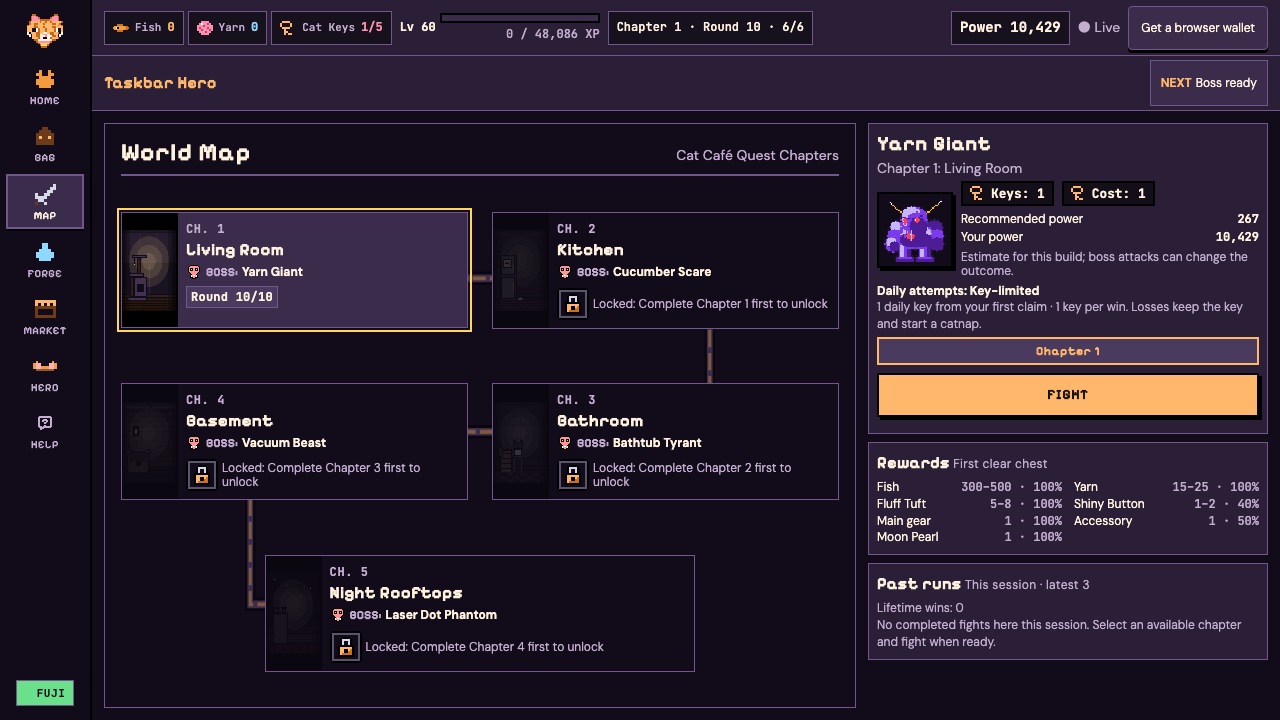 Fish 0
Yarn 0
Cat Keys 1/5
Lv 60
0 / 48,086 XP
Chapter 1 · Round 10 · 6/6
Power 10,429
Live
Get a browser wallet
HOME
BAG
MAP
FORGE
MARKET
HERO
HELP
FUJI
Taskbar Hero
NEXT Boss ready
World Map
Cat Café Quest Chapters
CH. 1
Living Room
BOSS: Yarn Giant
Round 10/10
CH. 2
Kitchen
BOSS: Cucumber Scare
Locked: Complete Chapter 1 first to unlock
CH. 4
Basement
BOSS: Vacuum Beast
Locked: Complete Chapter 3 first to
unlock
CH. 3
Bathroom
BOSS: Bathtub Tyrant
Locked: Complete Chapter 2 first to
unlock
CH. 5
Night Rooftops
BOSS: Laser Dot Phantom
Locked: Complete Chapter 4 first to unlock
Yarn Giant
Chapter 1: Living Room
Keys: 1
Cost: 1
Recommended power 267
Your power 10,429
Estimate for this build; boss attacks can change the
outcome.
Daily attempts: Key-limited
1 daily key from your first claim · 1 key per win. Losses keep the key
and start a catnap.
Chapter 1
FIGHT
Rewards First clear chest
Fish 300–500 · 100% Yarn 15–25 · 100%
Fluff Tuft 5–8 · 100% Shiny Button 1–2 · 40%
Main gear 1 · 100% Accessory 1 · 50%
Moon Pearl 1 · 100%
Past runs This session · latest 3
Lifetime wins: 0
No completed fights here this session. Select an available chapter
and fight when ready.